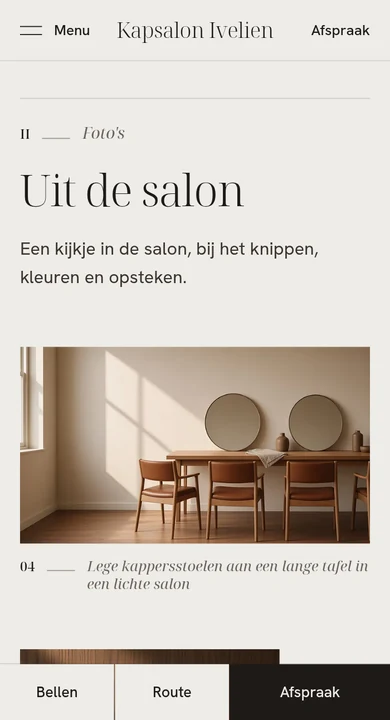 Menu
Kapsalon Ivelien
Afspraak
II
Foto's
Uit de salon
Een kijkje in de salon, bij het knippen,
kleuren en opsteken.
04
Lege kappersstoelen aan een lange tafel in
een lichte salon
Bellen
Route
Afspraak